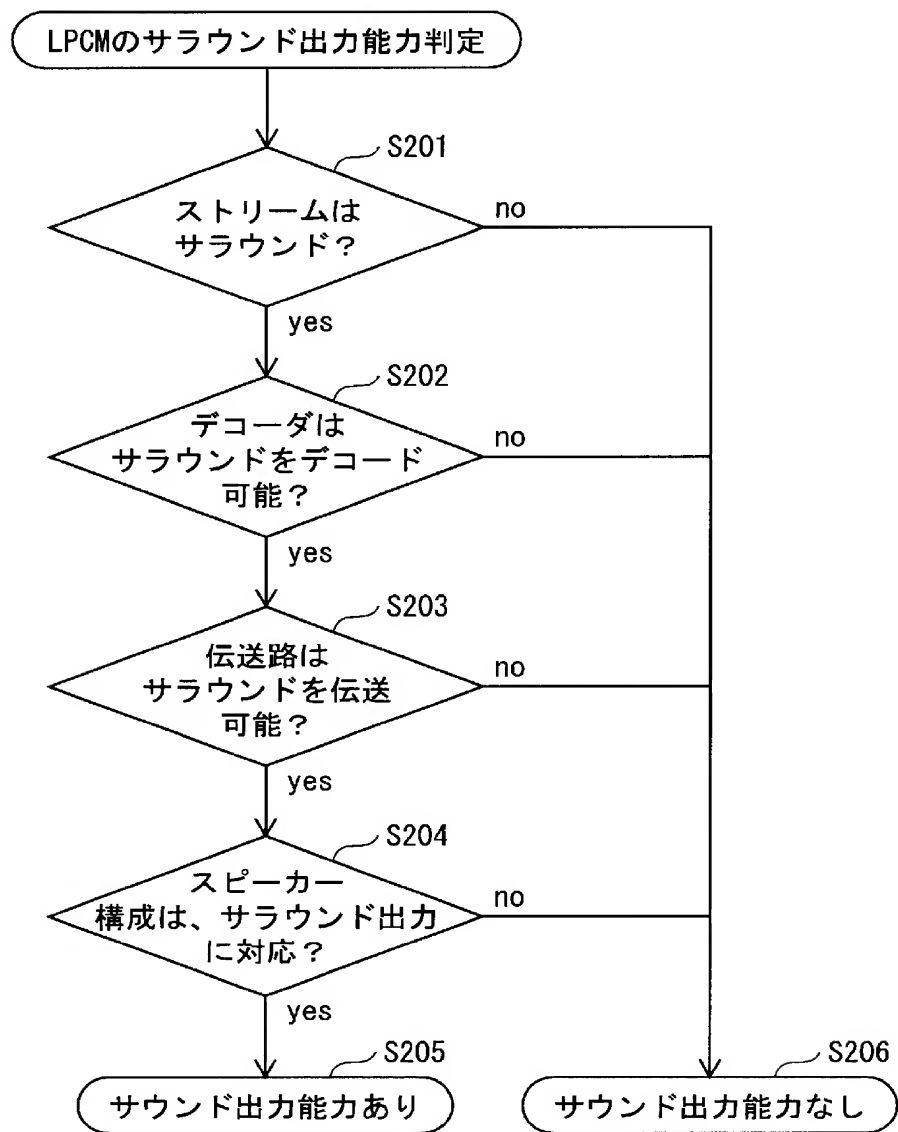 LPCMのサラウンド出力能力判定
S201
ストリームは
サラウンド？
no
yes
S202
デコーダは
サラウンドをデコード
可能？
no
yes
S203
伝送路は
サラウンドを伝送
可能？
no
yes
S204
スピーカー
構成は、サラウンド出力
に対応？
no
yes
S205
サウンド出力能力あり
S206
サウンド出力能力なし